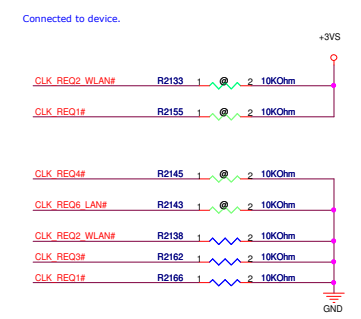 Connected to device.
+3VS
CLK_REQ2_WLAN# R2133 1 @ 2 10KOhm
CLK_REQ1# R2155 1 @ 2 10KOhm
CLK_REQ4# R2145 1 @ 2 10KOhm
CLK_REQ6_LAN# R2143 1 @ 2 10KOhm
CLK_REQ2_WLAN# R2138 1 2 10KOhm
CLK_REQ3# R2162 1 2 10KOhm
CLK_REQ1# R2166 1 2 10KOhm
GND